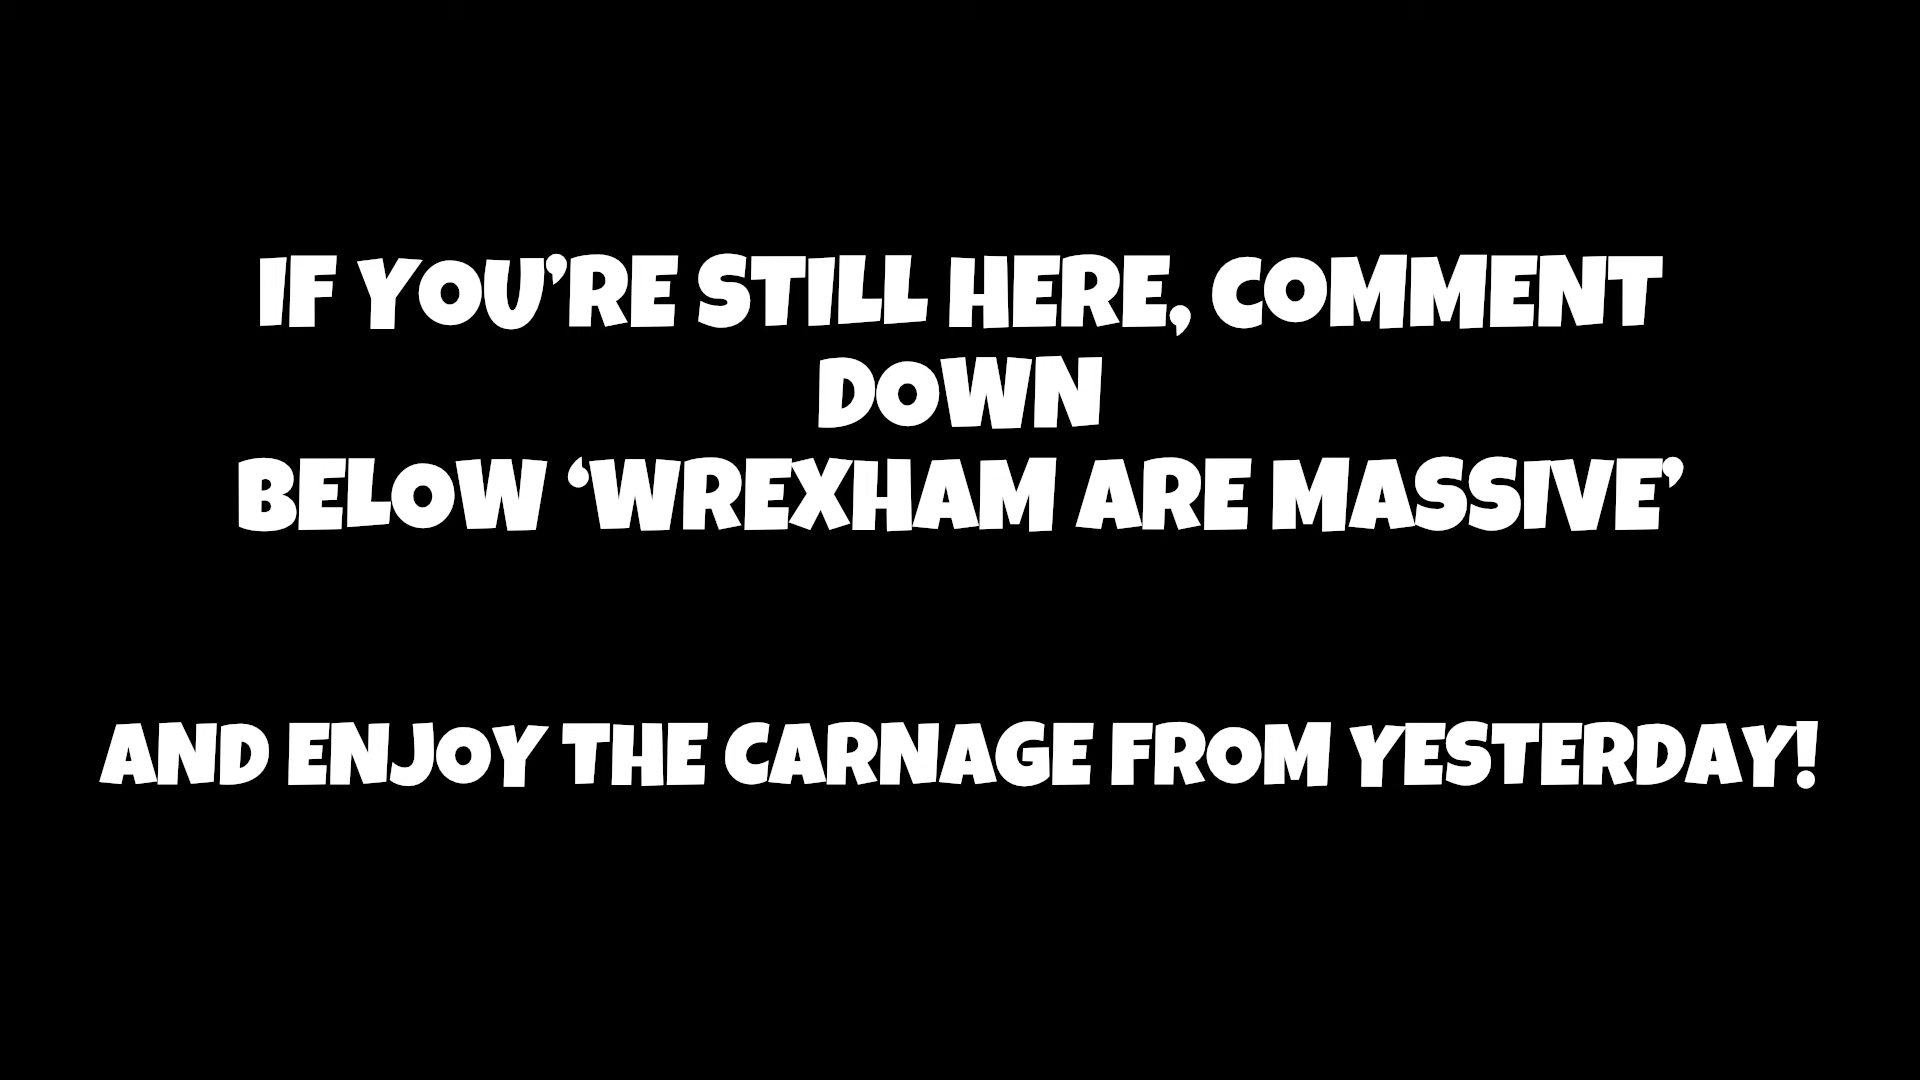 IF YOU’RE STILL HERE, COMMENT
DOWN
BELOW ‘WREXHAM ARE MASSIVE’
AND ENJOY THE CARNAGE FROM YESTERDAY!